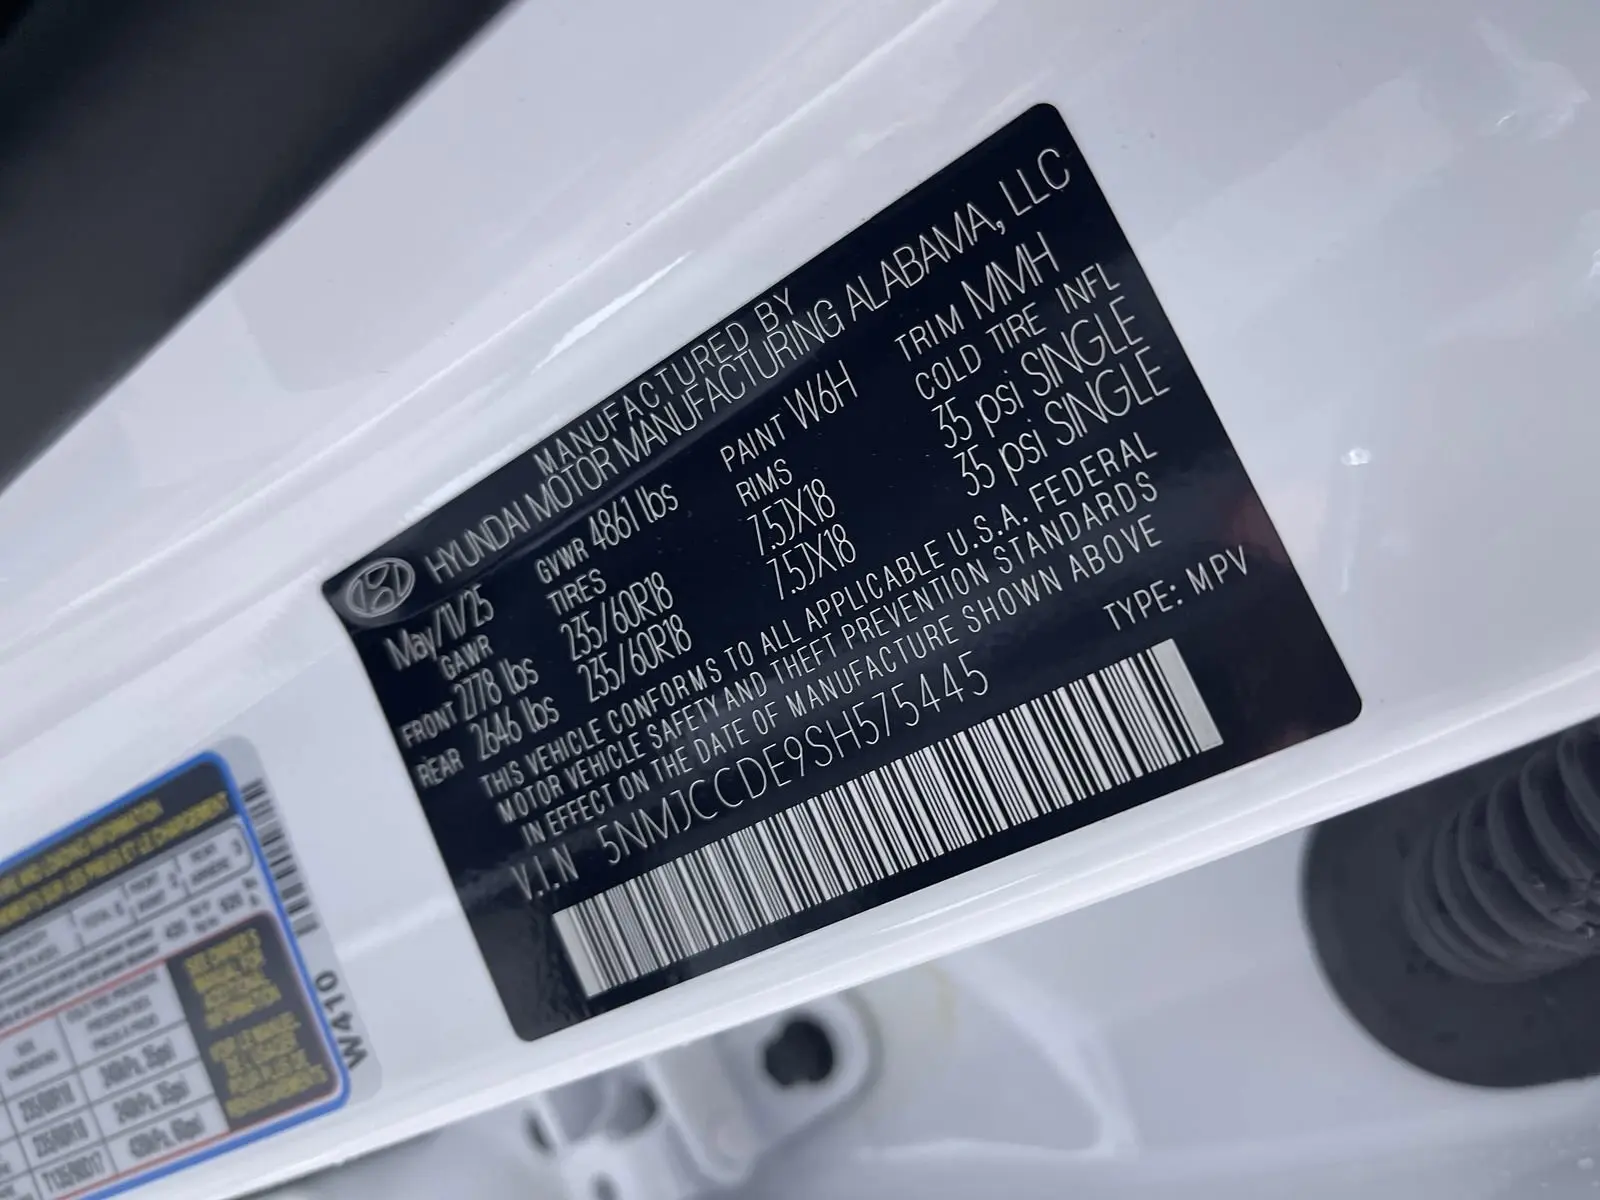 MANUFACTURED BY
HYUNDAI MOTOR MANUFACTURING ALABAMA, LLC
May/10/25 GVWR 4861 lbs PAINT W6H TRIM MMH
GAWR TIRES RIMS COLD TIRE INFL
FRONT 2778 lbs 235/60R18 7.5JX18 35 psi SINGLE
REAR 2646 lbs 235/60R18 7.5JX18 35 psi SINGLE
THIS VEHICLE CONFORMS TO ALL APPLICABLE U.S.A. FEDERAL
MOTOR VEHICLE SAFETY AND THEFT PREVENTION STANDARDS
IN EFFECT ON THE DATE OF MANUFACTURE SHOWN ABOVE
V.I.N 5NMJCCDE9SH575445 TYPE: MPV
W410